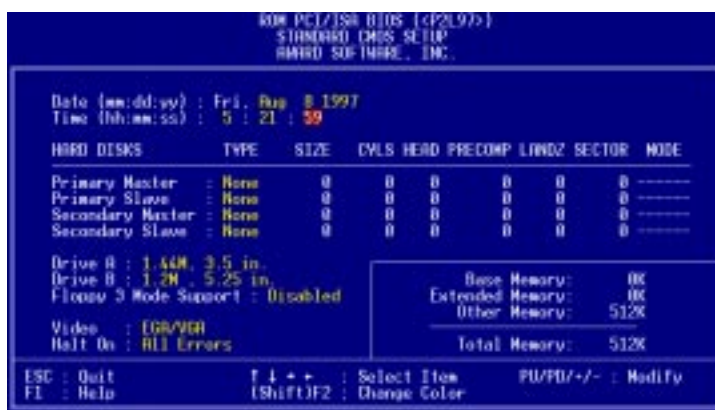 ROM PCI/ISA BIOS (<P2L97>)
STANDARD CMOS SETUP
AWARD SOFTWARE, INC.
Date (mm:dd:yy) : Fri, Aug 8 1997
Time (hh:mm:ss) : 5 : 21 : 59
HARD DISKS TYPE SIZE CYLS HEAD PRECOMP LANDZ SECTOR MODE
Primary Master : None 0 0 0 0 0 0 ------
Primary Slave : None 0 0 0 0 0 0 ------
Secondary Master : None 0 0 0 0 0 0 ------
Secondary Slave : None 0 0 0 0 0 0 ------
Drive A : 1.44M, 3.5 in.
Drive B : 1.2M , 5.25 in.
Floppy 3 Mode Support : Disabled
Video : EGA/VGA
Halt On : All Errors
Base Memory: 0K
Extended Memory: 0K
Other Memory: 512K
Total Memory: 512K
ESC : Quit ↑ ↓ → ← : Select Item PU/PD/+/- : Modify
F1 : Help (Shift)F2 : Change Color